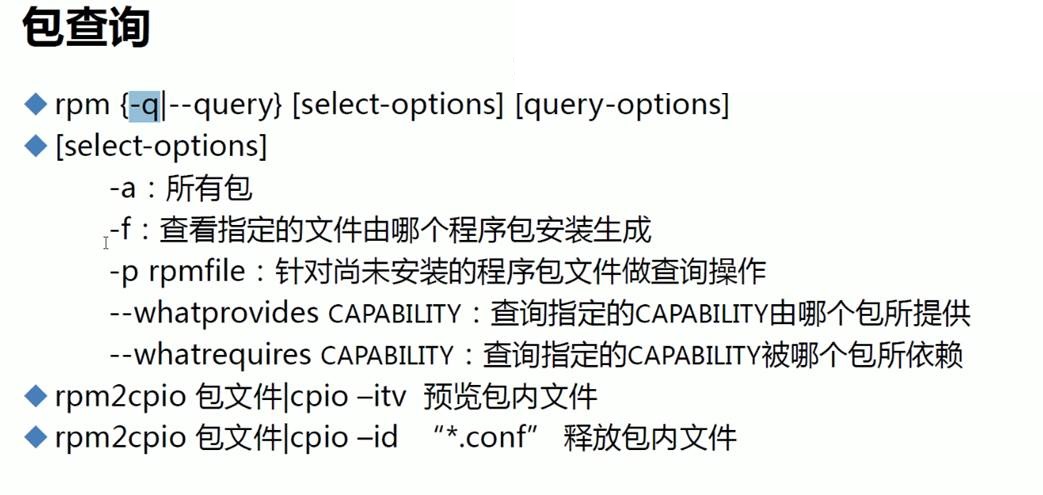 包查询
rpm {-q|--query} [select-options] [query-options]
[select-options]
-a：所有包
-f：查看指定的文件由哪个程序包安装生成
-p rpmfile：针对尚未安装的程序包文件做查询操作
--whatprovides CAPABILITY：查询指定的CAPABILITY由哪个包所提供
--whatrequires CAPABILITY：查询指定的CAPABILITY被哪个包所依赖
rpm2cpio 包文件|cpio –itv 预览包内文件
rpm2cpio 包文件|cpio –id “*.conf” 释放包内文件